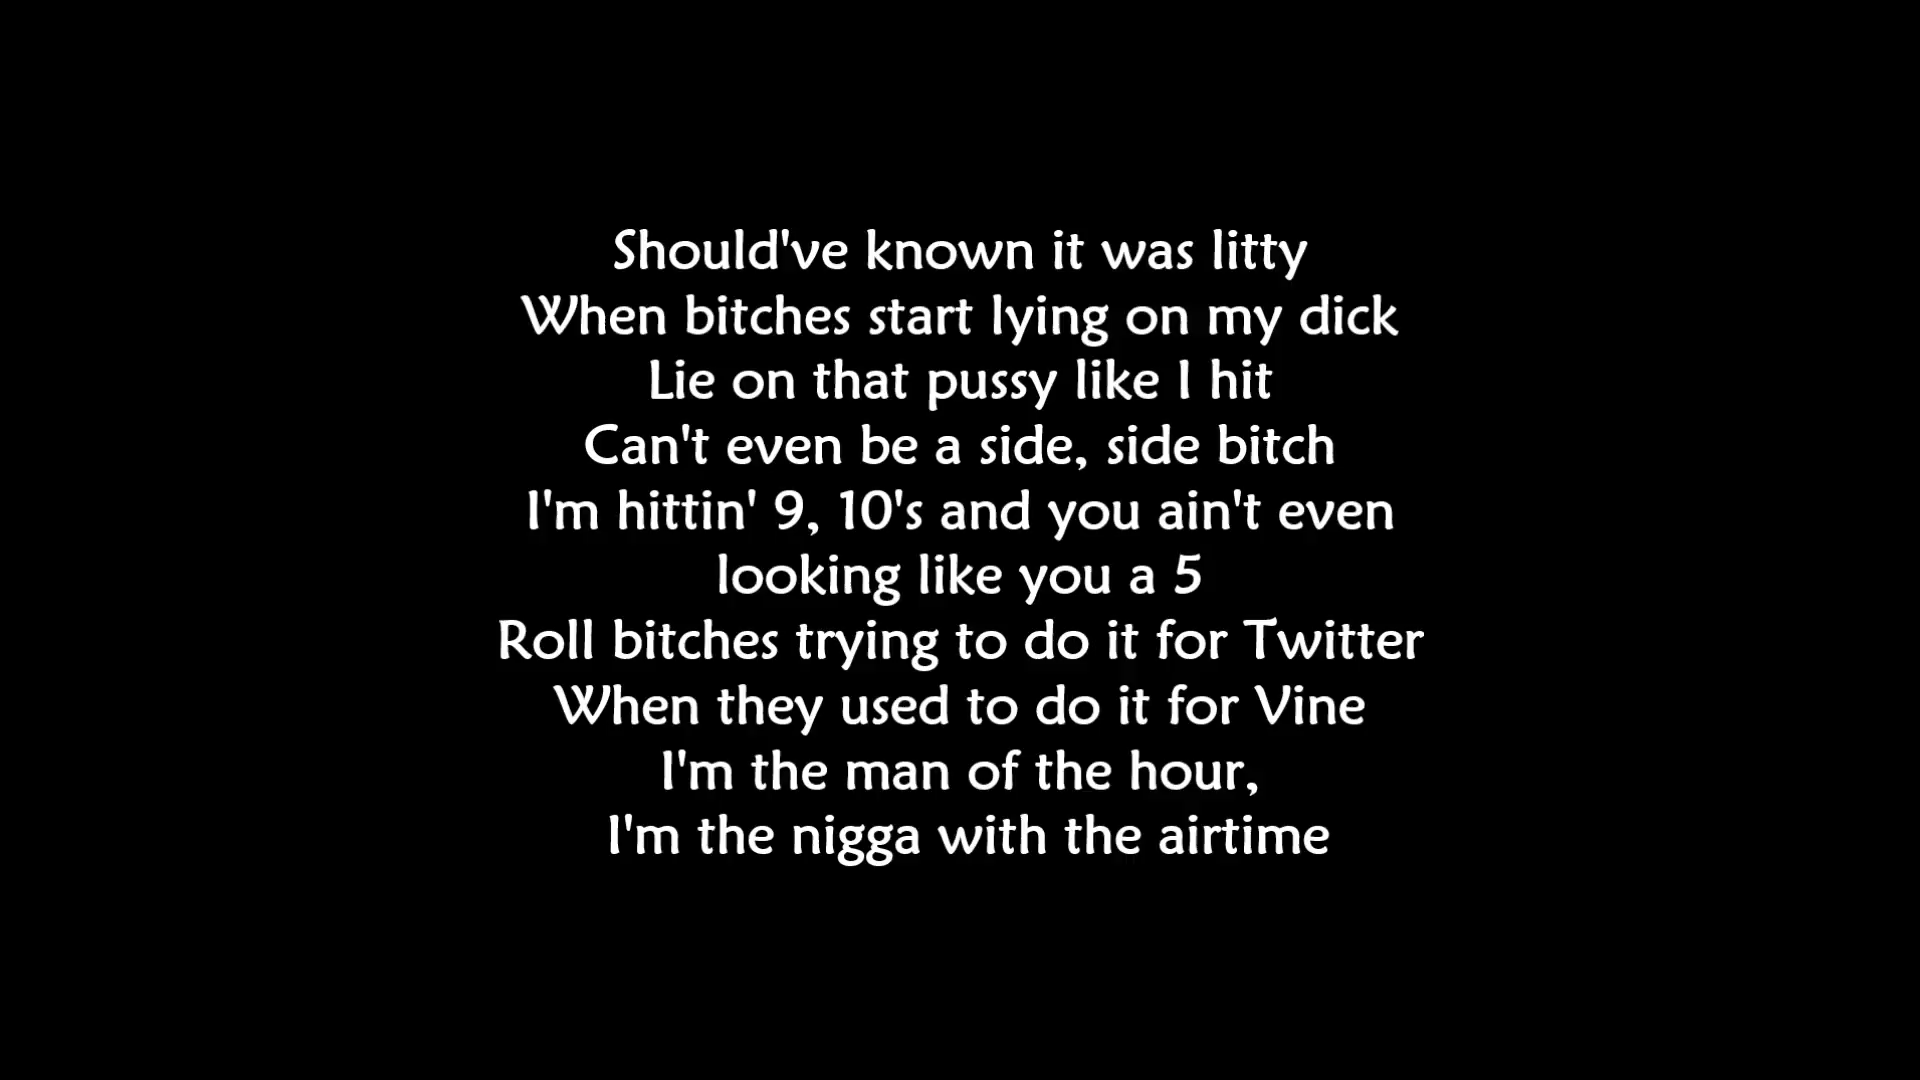 Should've known it was litty
When bitches start lying on my dick
Lie on that pussy like I hit
Can't even be a side, side bitch
I'm hittin' 9, 10's and you ain't even
looking like you a 5
Roll bitches trying to do it for Twitter
When they used to do it for Vine
I'm the man of the hour,
I'm the nigga with the airtime